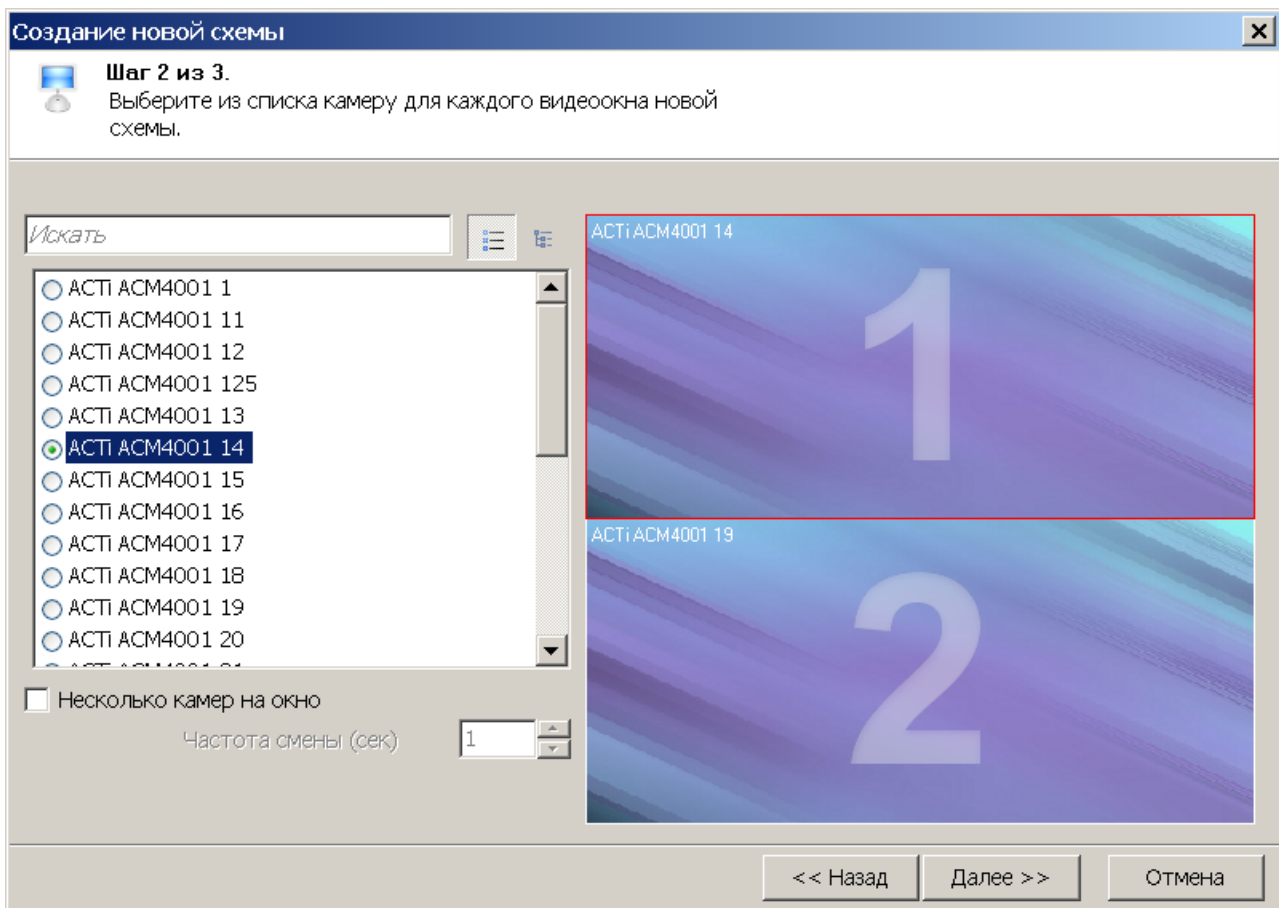 Создание новой схемы
Шаг 2 из 3.
Выберите из списка камеру для каждого видеоокна новой
схемы.
Искать
ACTi ACM4001 1
ACTi ACM4001 11
ACTi ACM4001 12
ACTi ACM4001 125
ACTi ACM4001 13
ACTi ACM4001 14
ACTi ACM4001 15
ACTi ACM4001 16
ACTi ACM4001 17
ACTi ACM4001 18
ACTi ACM4001 19
ACTi ACM4001 20
Несколько камер на окно
Частота смены (сек)
1
ACTi ACM4001 14
1
ACTi ACM4001 19
2
<< Назад
Далее >>
Отмена